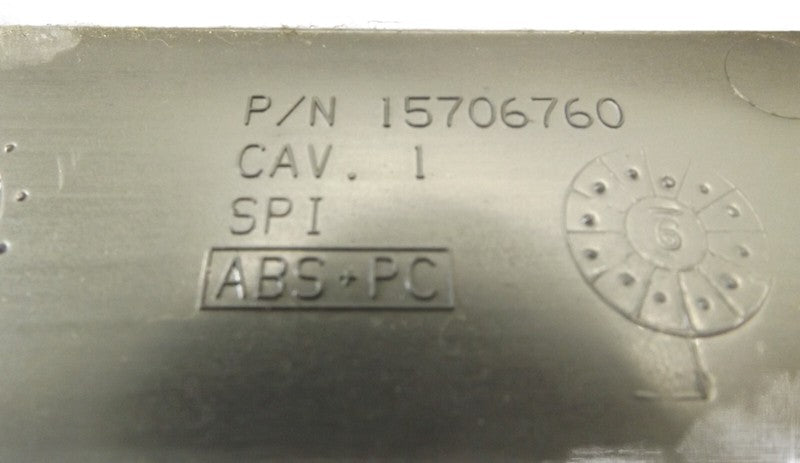 P/N 15706760
CAV. 1
SPI
ABS+PC